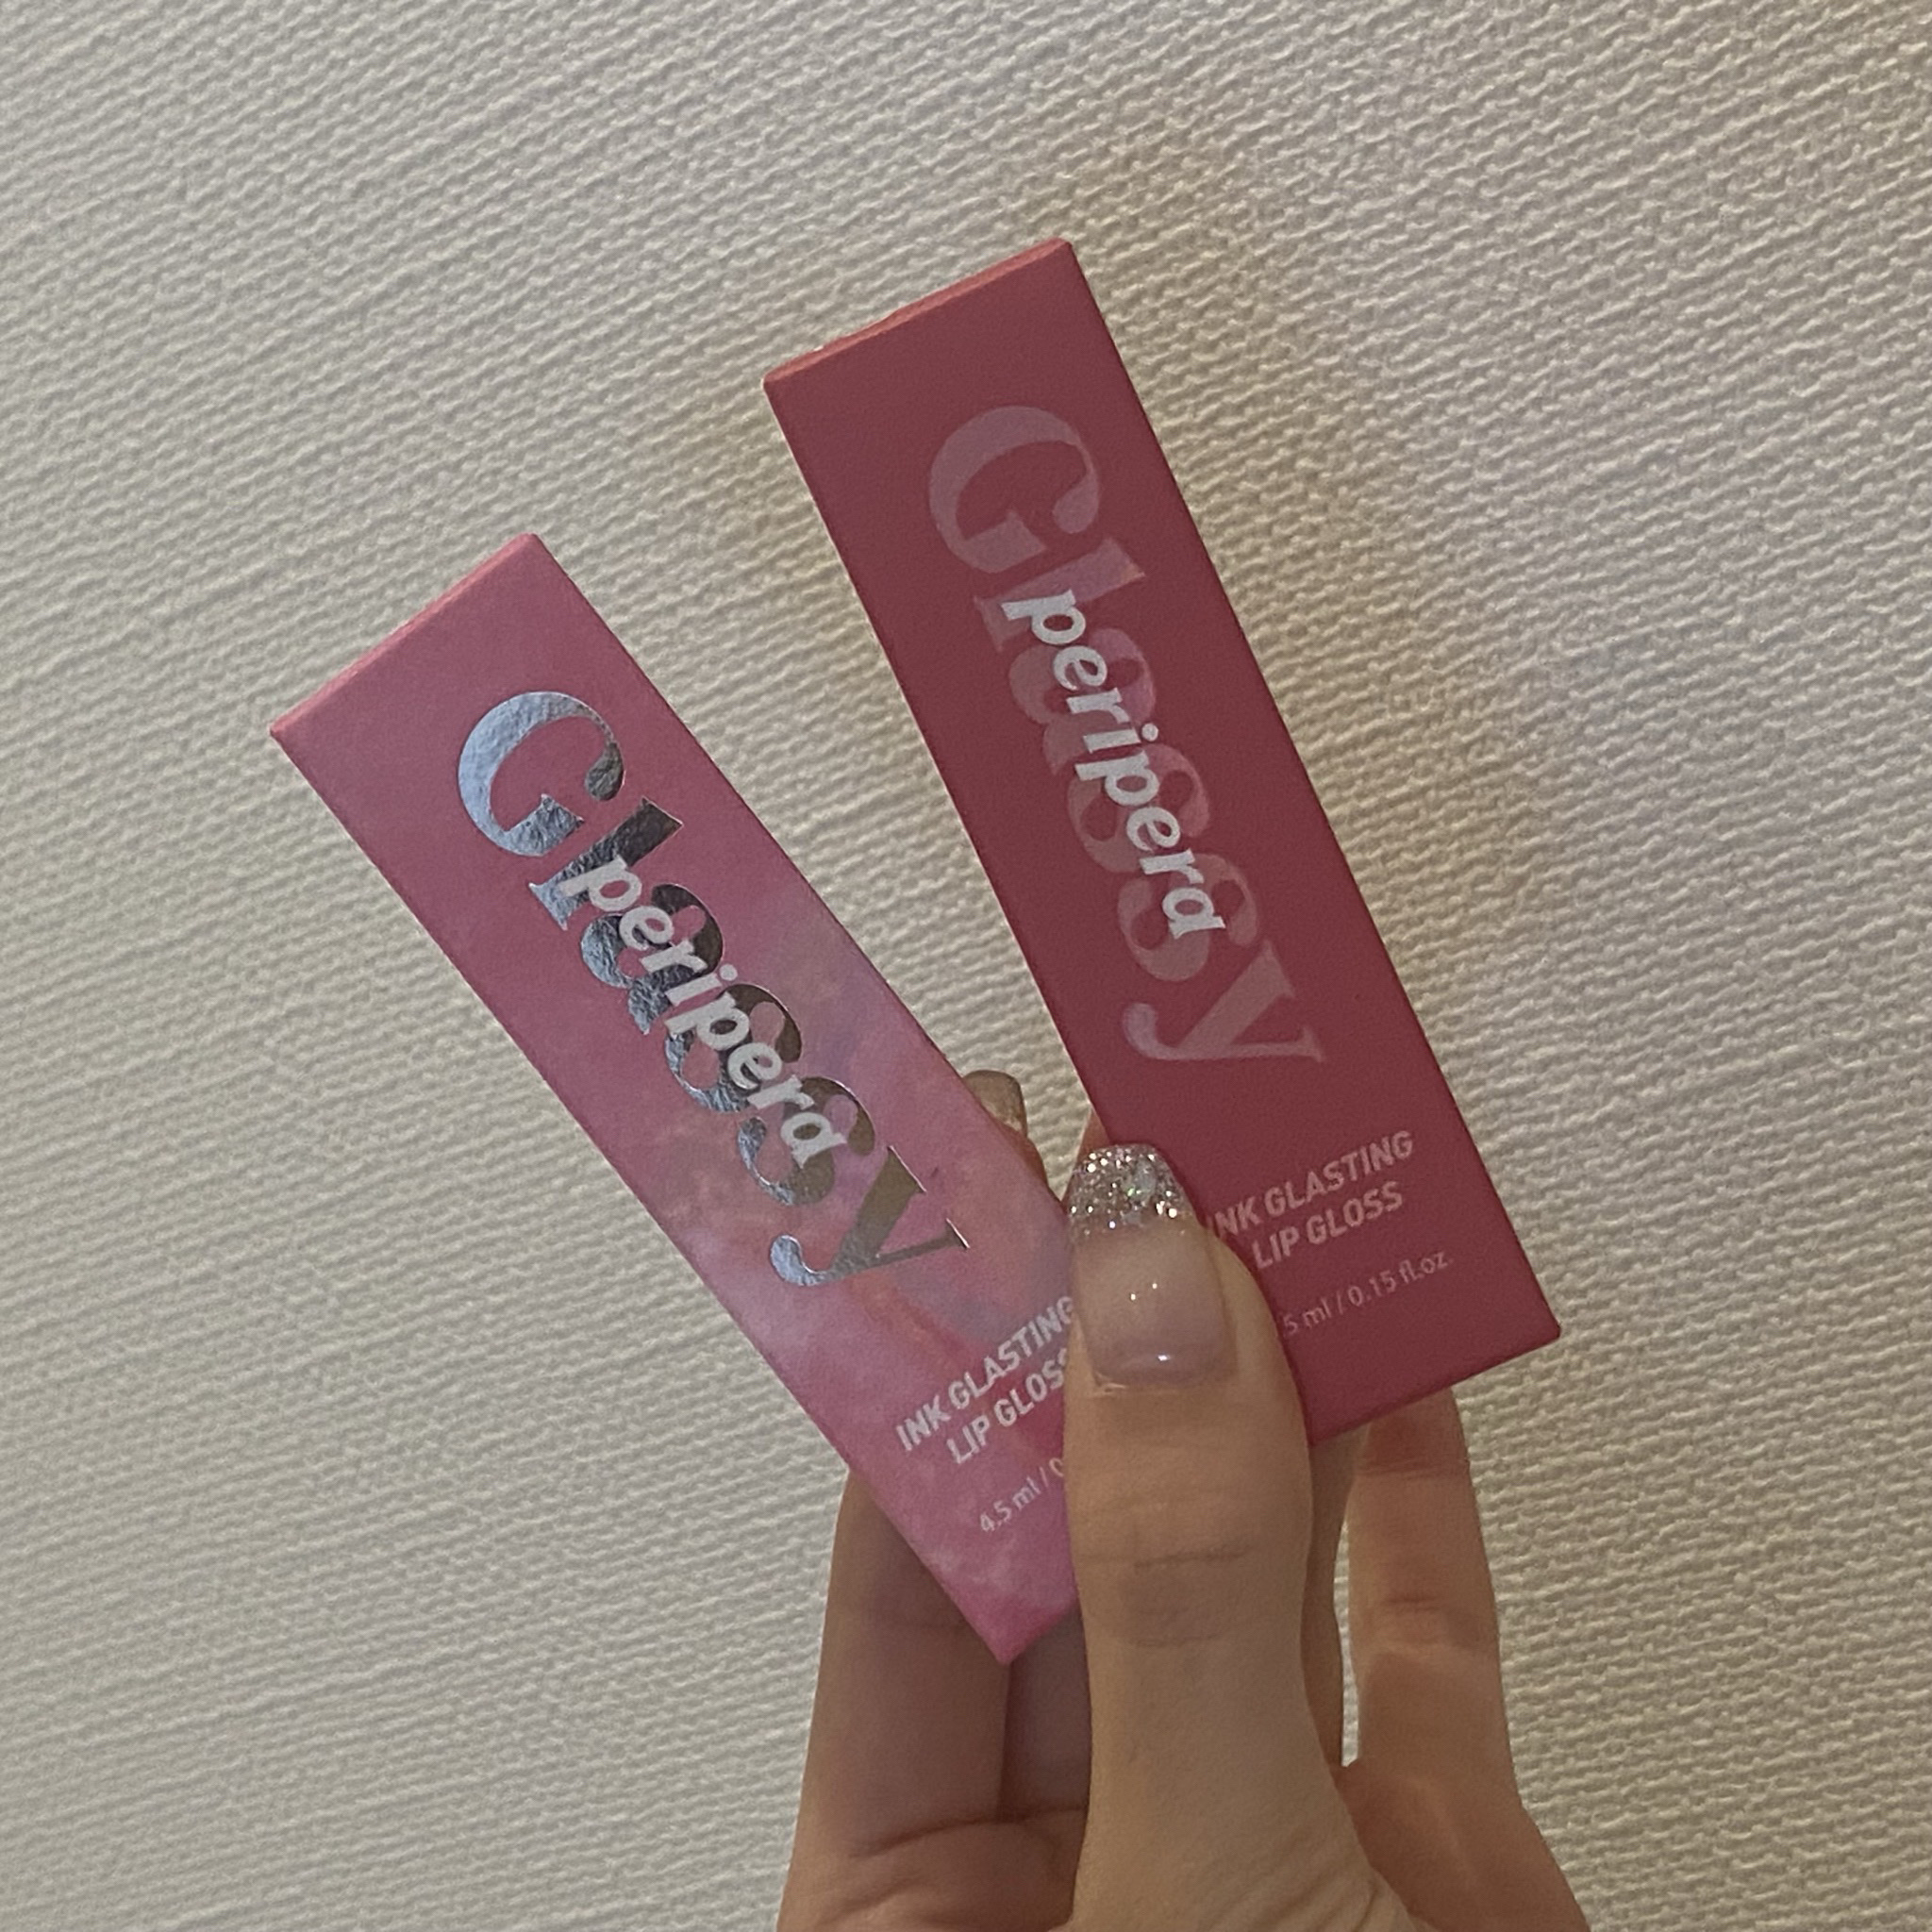 Glassy
peripera
INK GLASTING
LIP GLOSS
4.5 ml / 0
Glassy
peripera
INK GLASTING
LIP GLOSS
5 ml / 0.15 fl.oz.